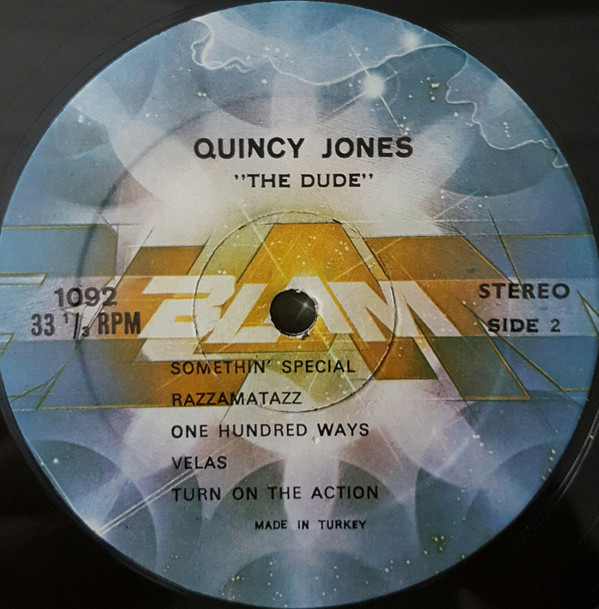 QUINCY JONES
"THE DUDE"
BLAM
1092
33 1/3 RPM
STEREO
SIDE 2
SOMETHIN' SPECIAL
RAZZAMATAZZ
ONE HUNDRED WAYS
VELAS
TURN ON THE ACTION
MADE IN TURKEY